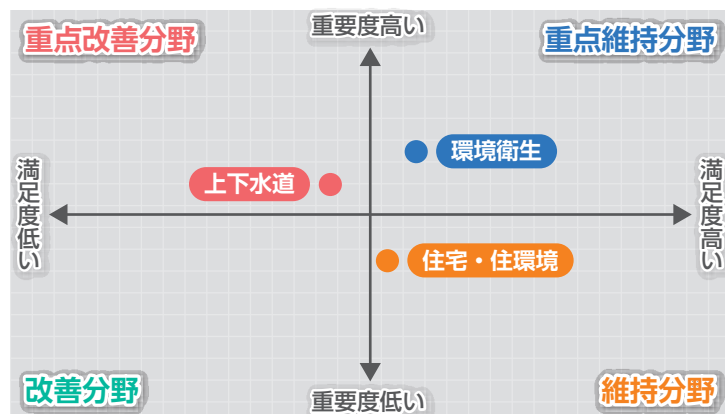 重点改善分野
重要度高い
重点維持分野
環境衛生
上下水道
満足度低い
満足度高い
住宅・住環境
改善分野
重要度低い
維持分野